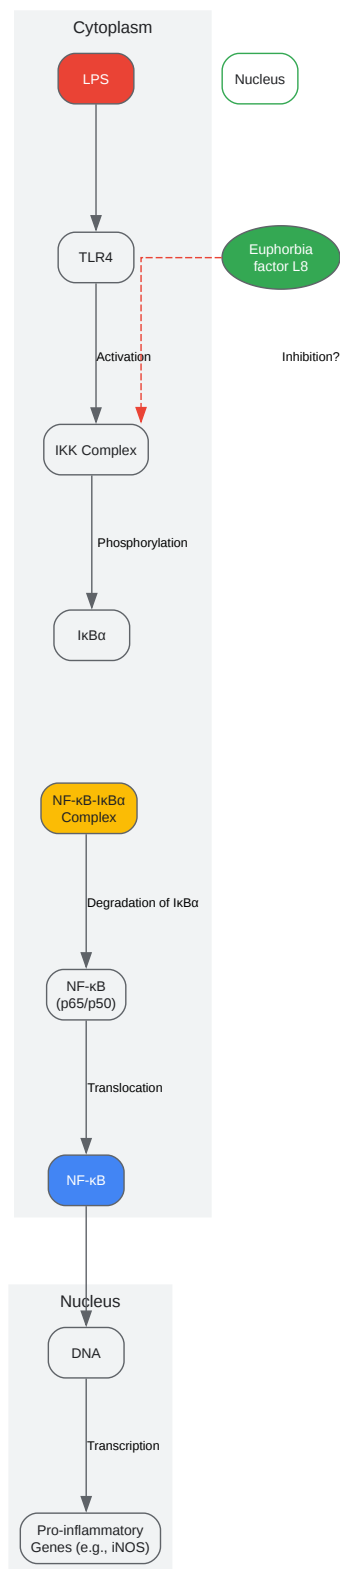 Cytoplasm
LPS
Nucleus
TLR4
Euphorbia
factor L8
Activation
Inhibition?
IKK Complex
Phosphorylation
IκBα
NF-κB-IκBα
Complex
Degradation of IκBα
NF-κB
(p65/p50)
Translocation
NF-κB
Nucleus
DNA
Transcription
Pro-inflammatory
Genes (e.g., iNOS)